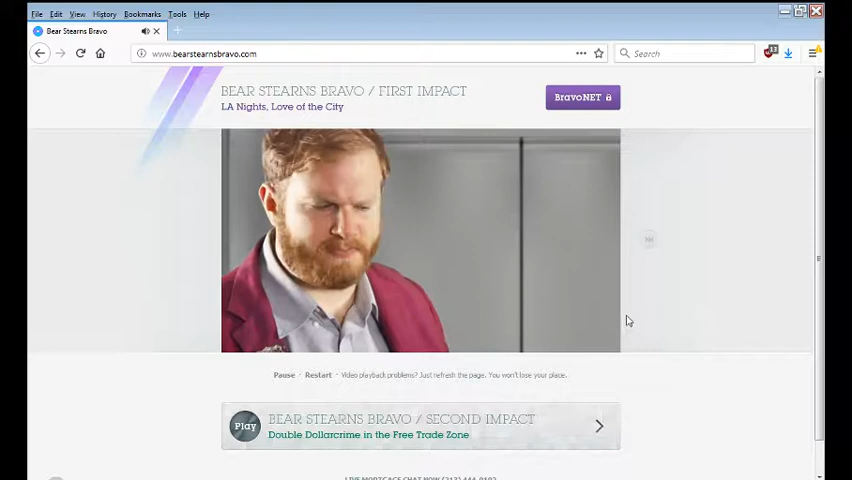 File Edit View History Bookmarks Tools Help
Bear Stearns Bravo
www.bearstearnsbravo.com
Search
13
BEAR STEARNS BRAVO / FIRST IMPACT
LA Nights, Love of the City
BravoNET
Pause · Restart · Video playback problems? Just refresh the page. You won't lose your place.
Play
BEAR STEARNS BRAVO / SECOND IMPACT
Double Dollarcrime in the Free Trade Zone
LIVE MORTGAGE CHAT NOW